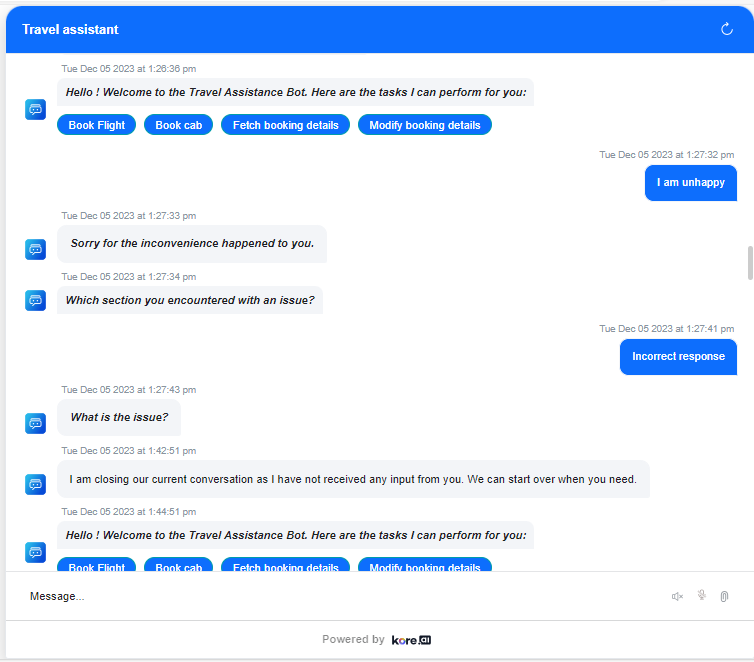 Travel assistant
Tue Dec 05 2023 at 1:26:36 pm
Hello ! Welcome to the Travel Assistance Bot. Here are the tasks I can perform for you:
Book Flight Book cab Fetch booking details Modify booking details
Tue Dec 05 2023 at 1:27:32 pm
I am unhappy
Tue Dec 05 2023 at 1:27:33 pm
Sorry for the inconvenience happened to you.
Tue Dec 05 2023 at 1:27:34 pm
Which section you encountered with an issue?
Tue Dec 05 2023 at 1:27:41 pm
Incorrect response
Tue Dec 05 2023 at 1:27:43 pm
What is the issue?
Tue Dec 05 2023 at 1:42:51 pm
I am closing our current conversation as I have not received any input from you. We can start over when you need.
Tue Dec 05 2023 at 1:44:51 pm
Hello ! Welcome to the Travel Assistance Bot. Here are the tasks I can perform for you:
Book Flight Book cab Fetch booking details Modify booking details
Message...
Powered by kore.ai